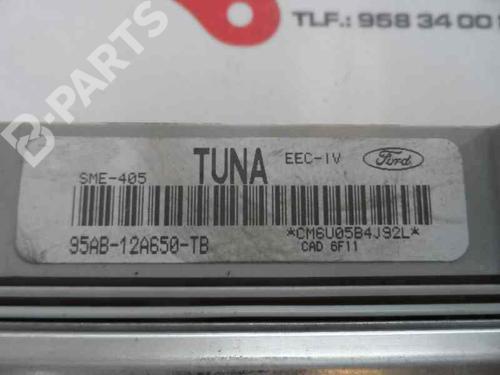 TLF.: 958 34 00
B-PARTS
TUNA EEC-IV Ford
SME-405
95AB-12A650-TB
*CM6U05B4J92L*
CAD 6F11